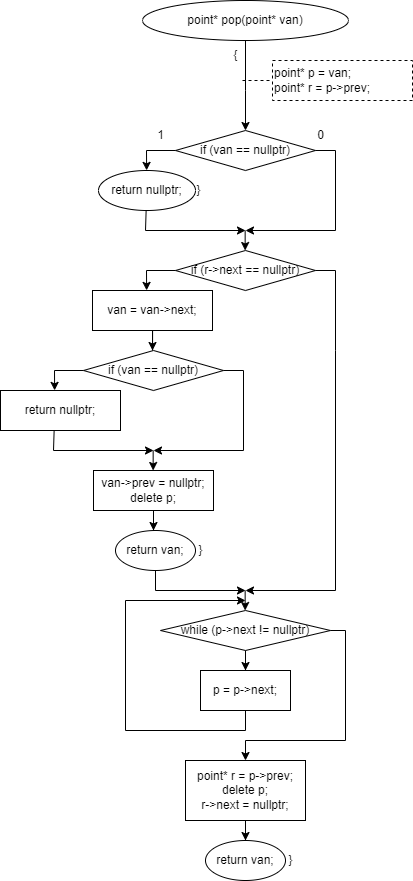 point* pop(point* van)
{
point* p = van;
point* r = p->prev;
1
0
if (van == nullptr)
return nullptr;
}
if (r->next == nullptr)
van = van->next;
if (van == nullptr)
return nullptr;
van->prev = nullptr;
delete p;
return van;
}
while (p->next != nullptr)
p = p->next;
point* r = p->prev;
delete p;
r->next = nullptr;
return van;
}